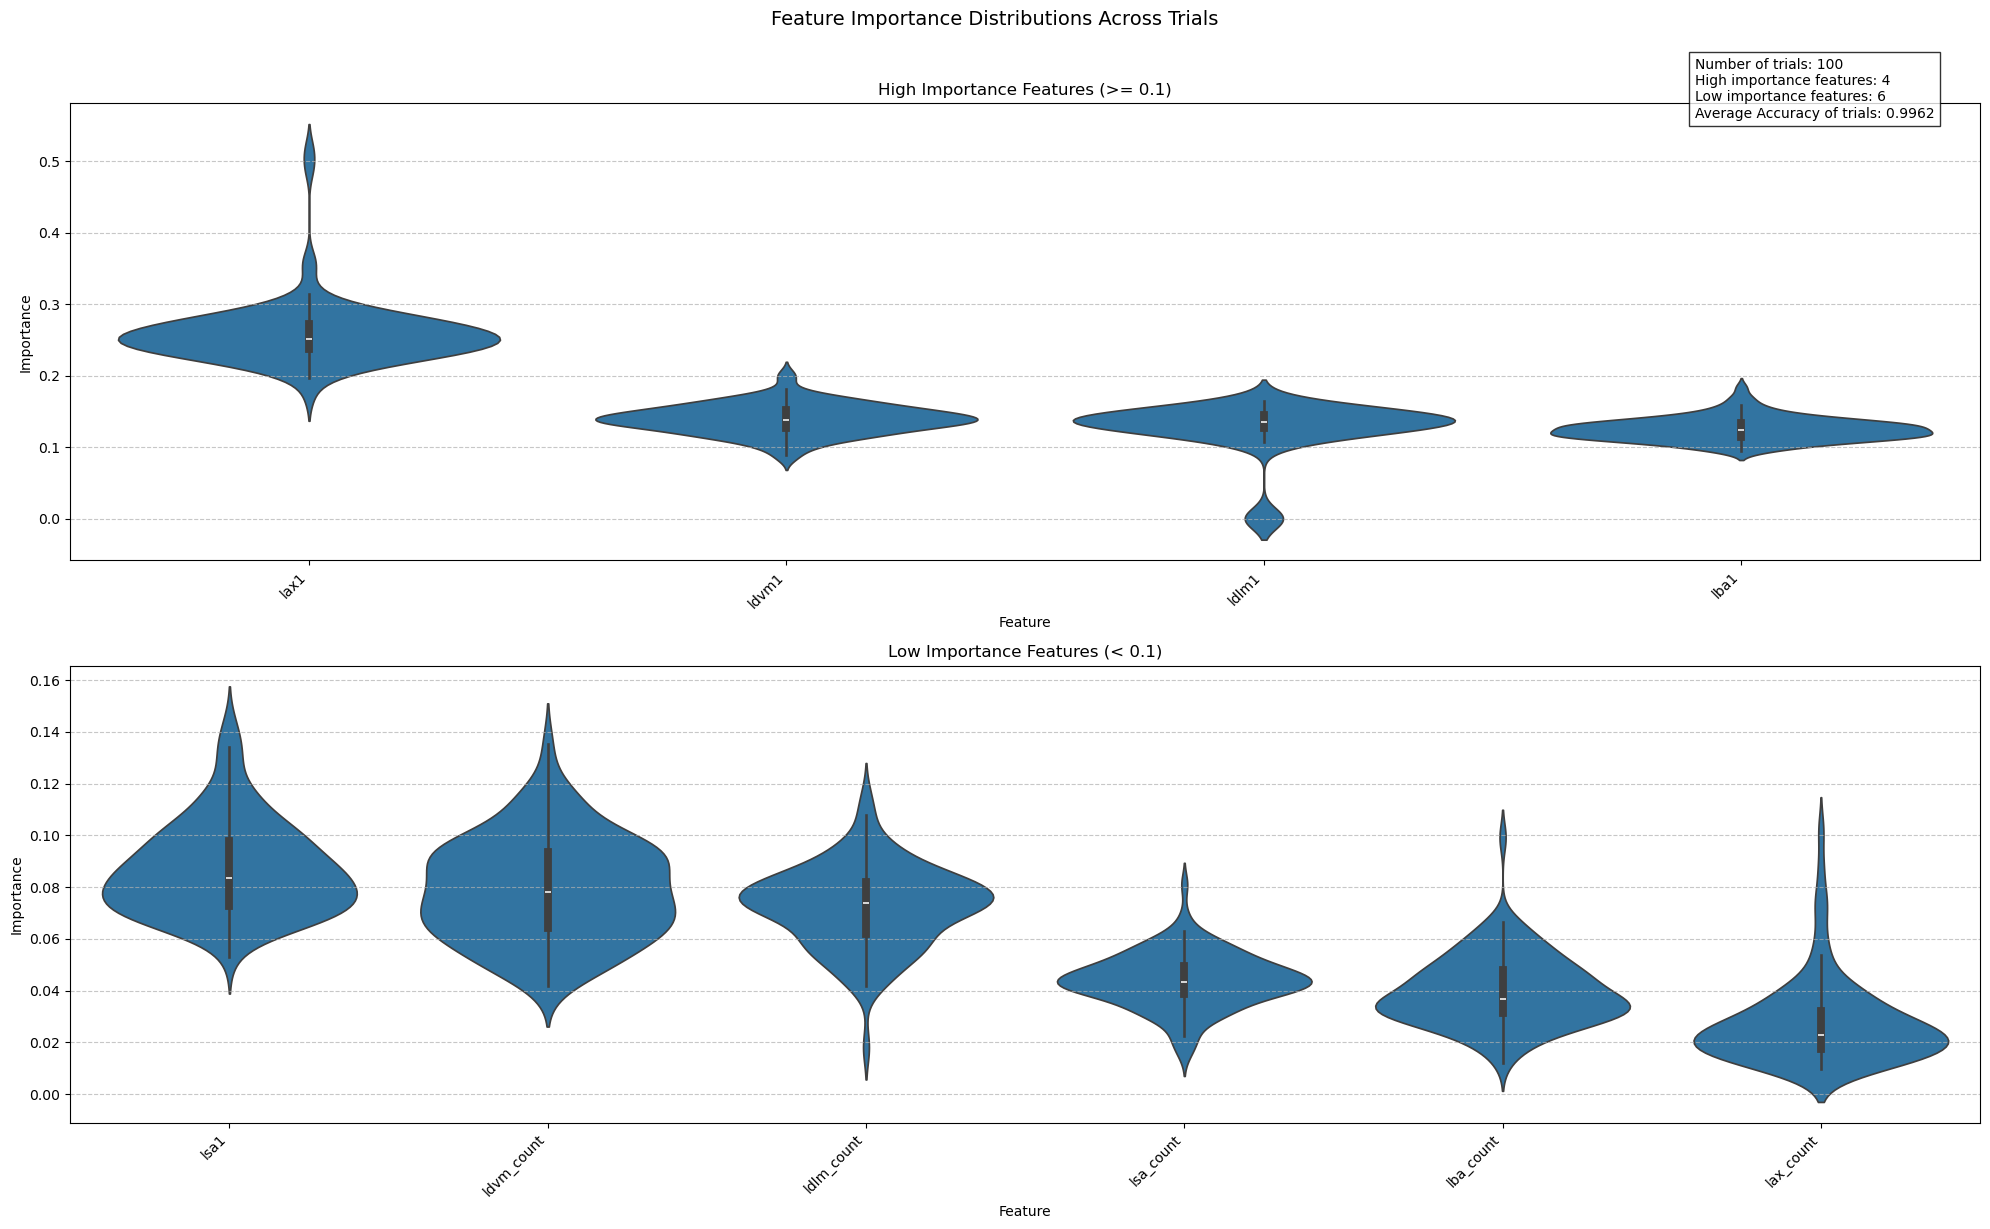 Feature Importance Distributions Across Trials
Number of trials: 100
High importance features: 4
Low importance features: 6
Average Accuracy of trials: 0.9962
High Importance Features (>= 0.1)
Importance
0.5
0.4
0.3
0.2
0.1
0.0
lax1
ldvm1
ldlm1
lba1
Feature
Low Importance Features (< 0.1)
Importance
0.16
0.14
0.12
0.10
0.08
0.06
0.04
0.02
0.00
lsa1
ldvm_count
ldlm_count
lsa_count
lba_count
lax_count
Feature